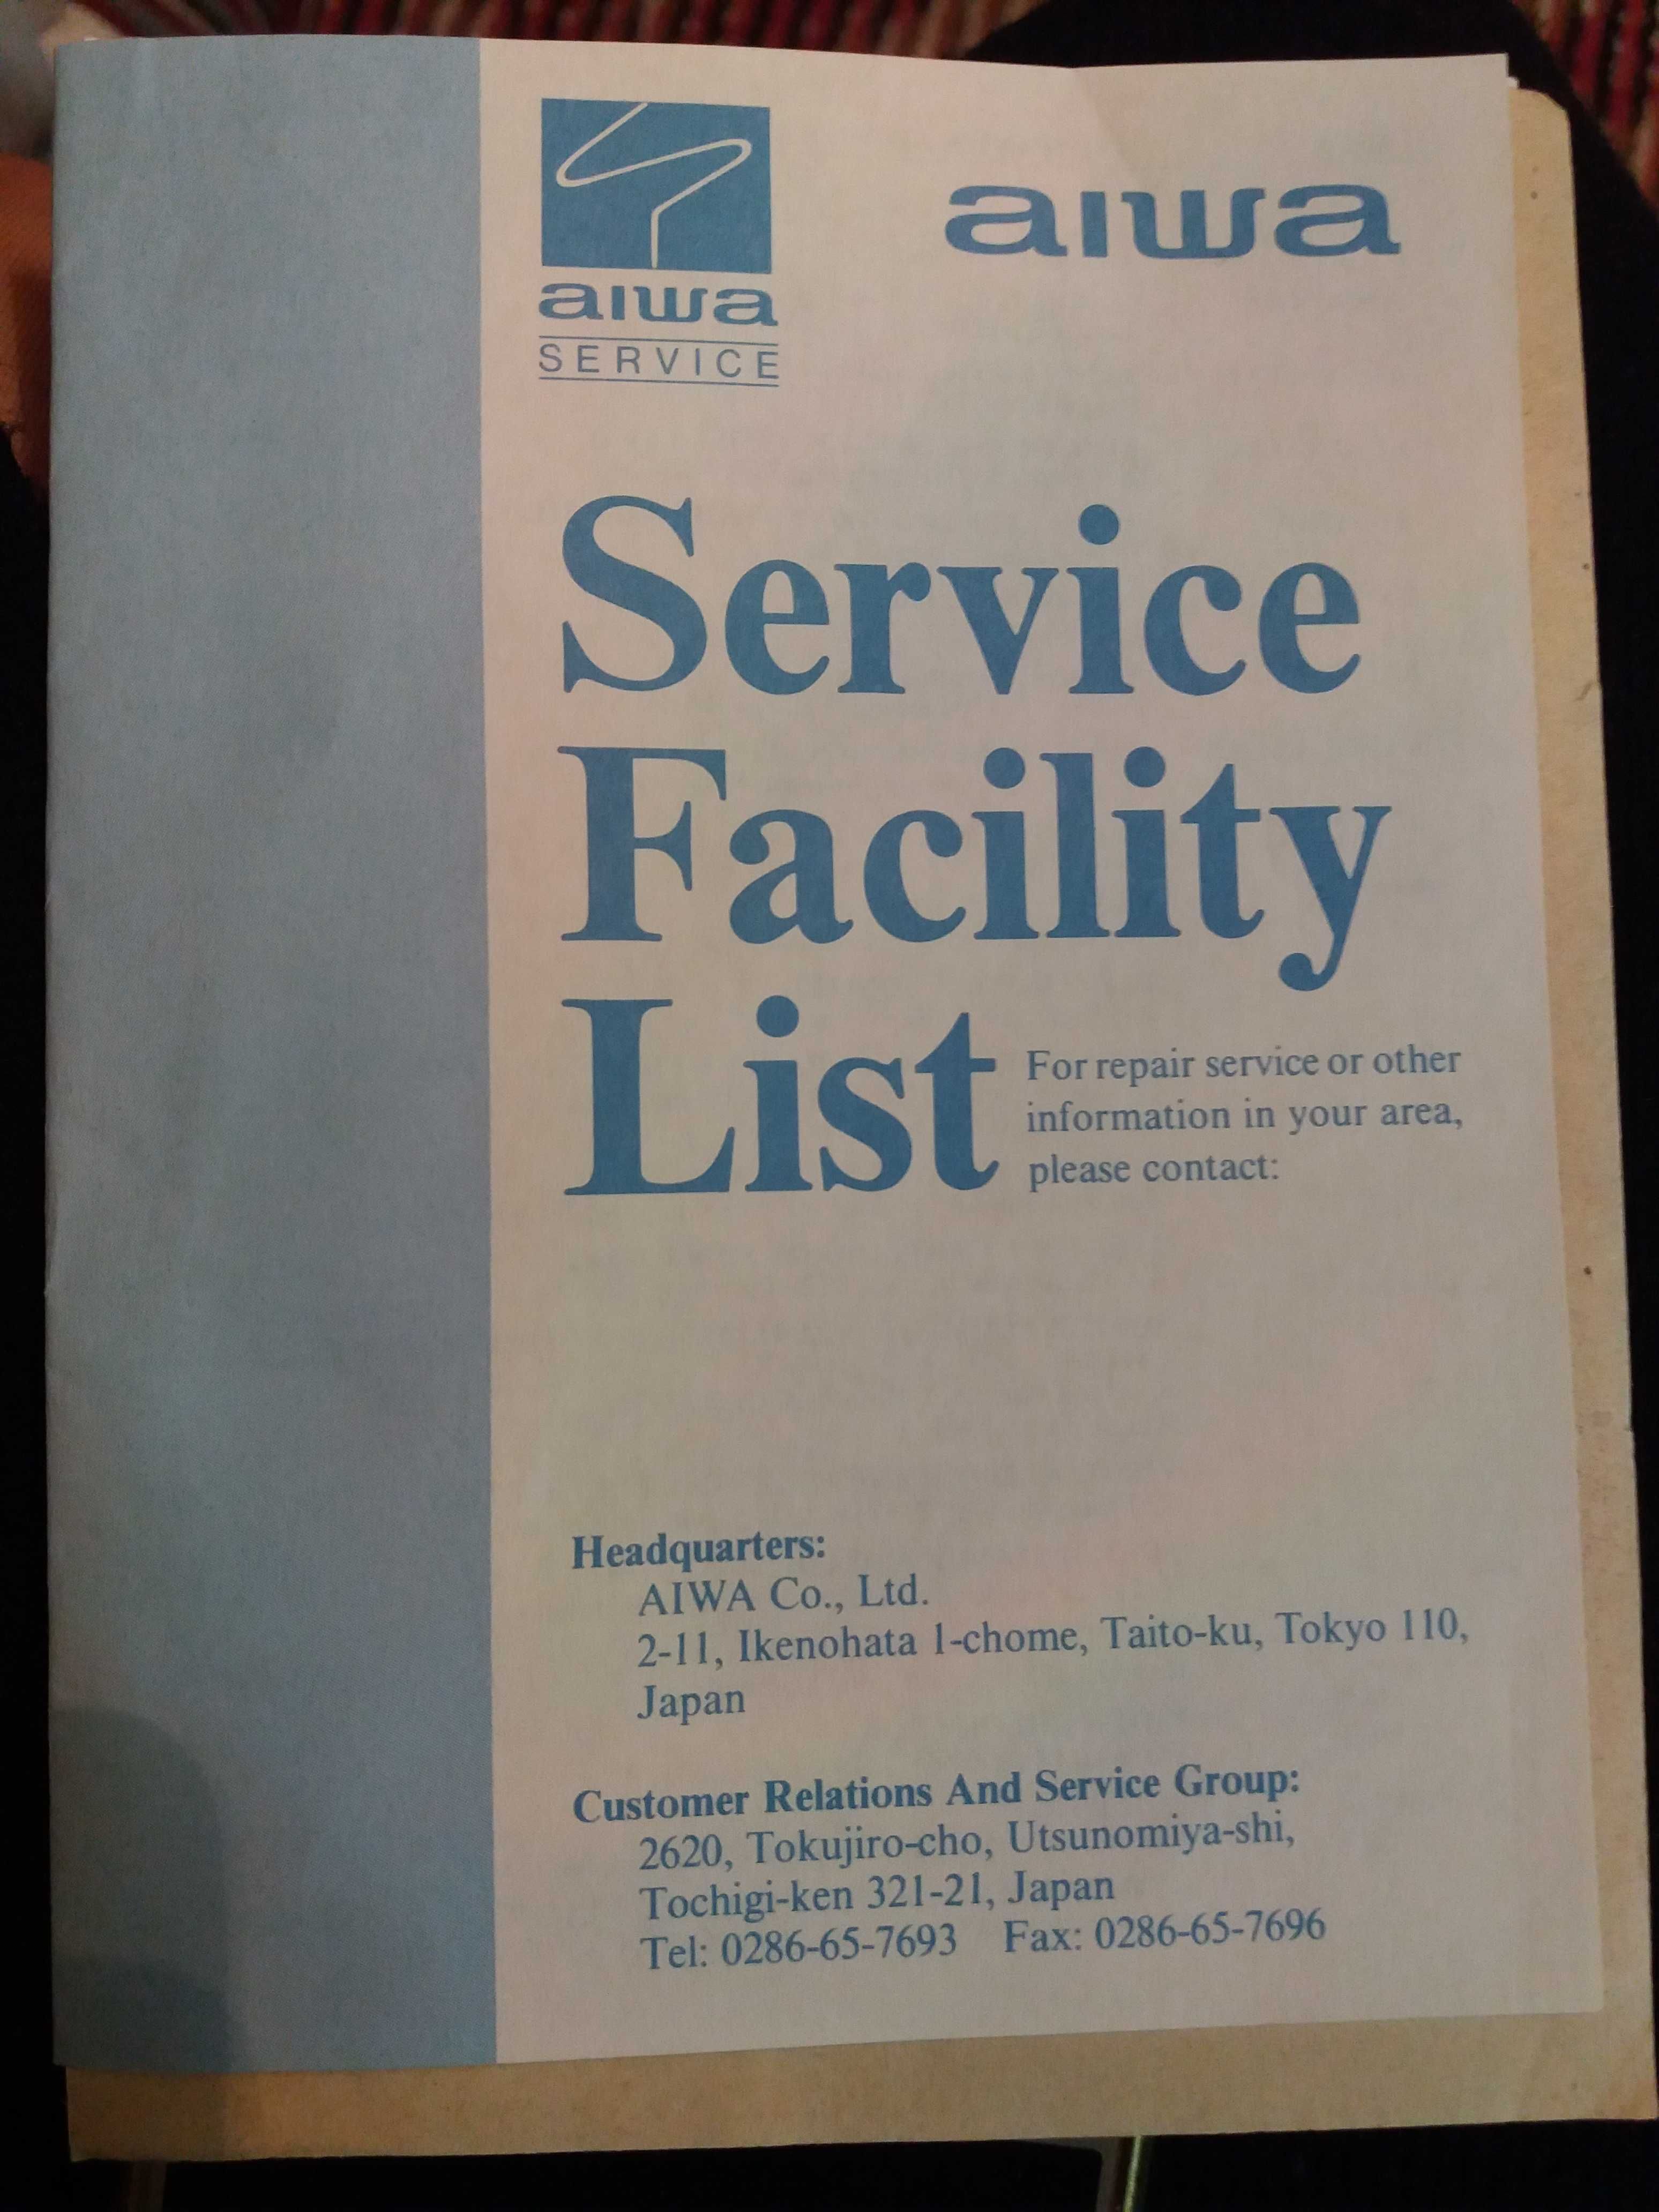 aiwa
SERVICE
aiwa
Service
Facility
List
For repair service or other
information in your area,
please contact:
Headquarters:
AIWA Co., Ltd.
2-11, Ikenohata 1-chome, Taito-ku, Tokyo 110,
Japan
Customer Relations And Service Group:
2620, Tokujiro-cho, Utsunomiya-shi,
Tochigi-ken 321-21, Japan
Tel: 0286-65-7693 Fax: 0286-65-7696